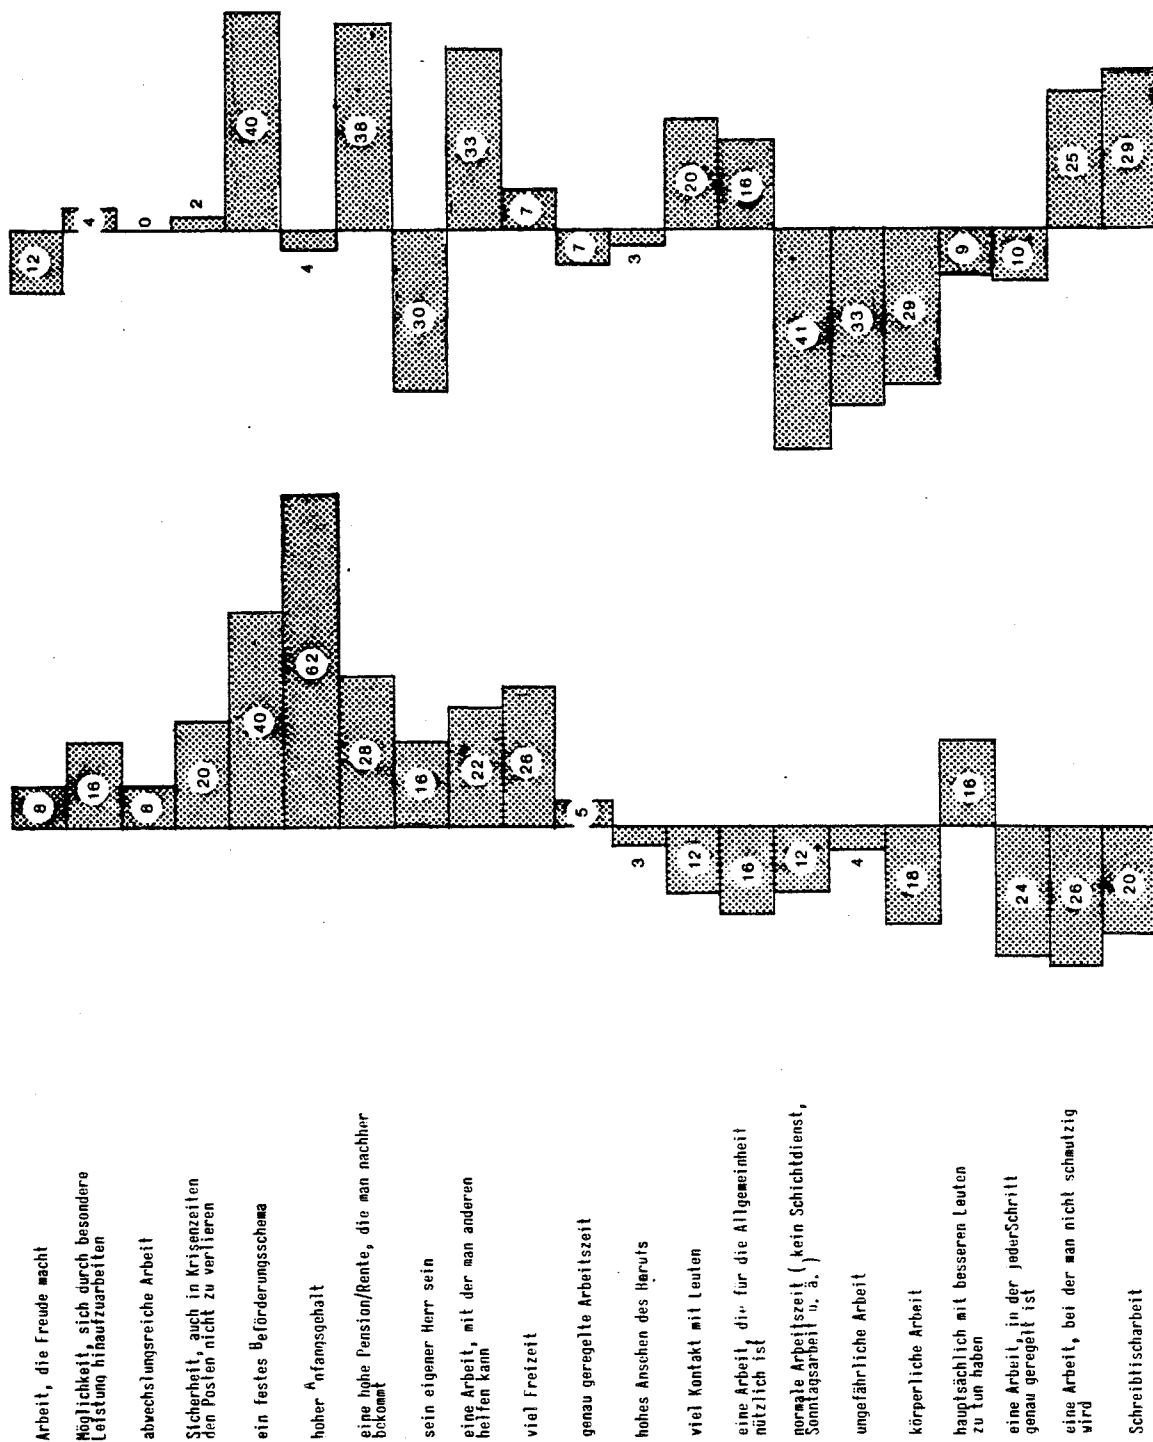 Arbeit, die Freude macht
Möglichkeit, sich durch besondere
Leistung hinaufzuarbeiten
abwechslungsreiche Arbeit
Sicherheit, auch in Krisenzeiten
den Posten nicht zu verlieren
ein festes Beförderungsschema
hoher Anfangsgehalt
eine hohe Pension/Rente, die man nachher
bekommt
sein eigener Herr sein
eine Arbeit, mit der man anderen
helfen kann
viel Freizeit
genau geregelte Arbeitszeit
hohes Ansehen des
viel Kontakt mit Leuten
eine Arbeit, die für die Allgemeinheit
nützlich ist
normale Arbeitszeit ( kein Schichtdienst,
Sonntagsarbeit u. ä. )
ungefährliche Arbeit
körperliche Arbeit
hauptsächlich mit besseren Leuten
zu tun haben
eine Arbeit, in der jederSchritt
genau geregelt ist
eine Arbeit, bei der man nicht schmutzig
wird
Schreibtischarbeit
8
16
8
20
40
62
28
16
22
26
5
3
12
16
12
4
18
16
24
26
20
12
4
0
2
40
4
38
30
33
7
7
3
20
16
41
33
29
9
10
25
29